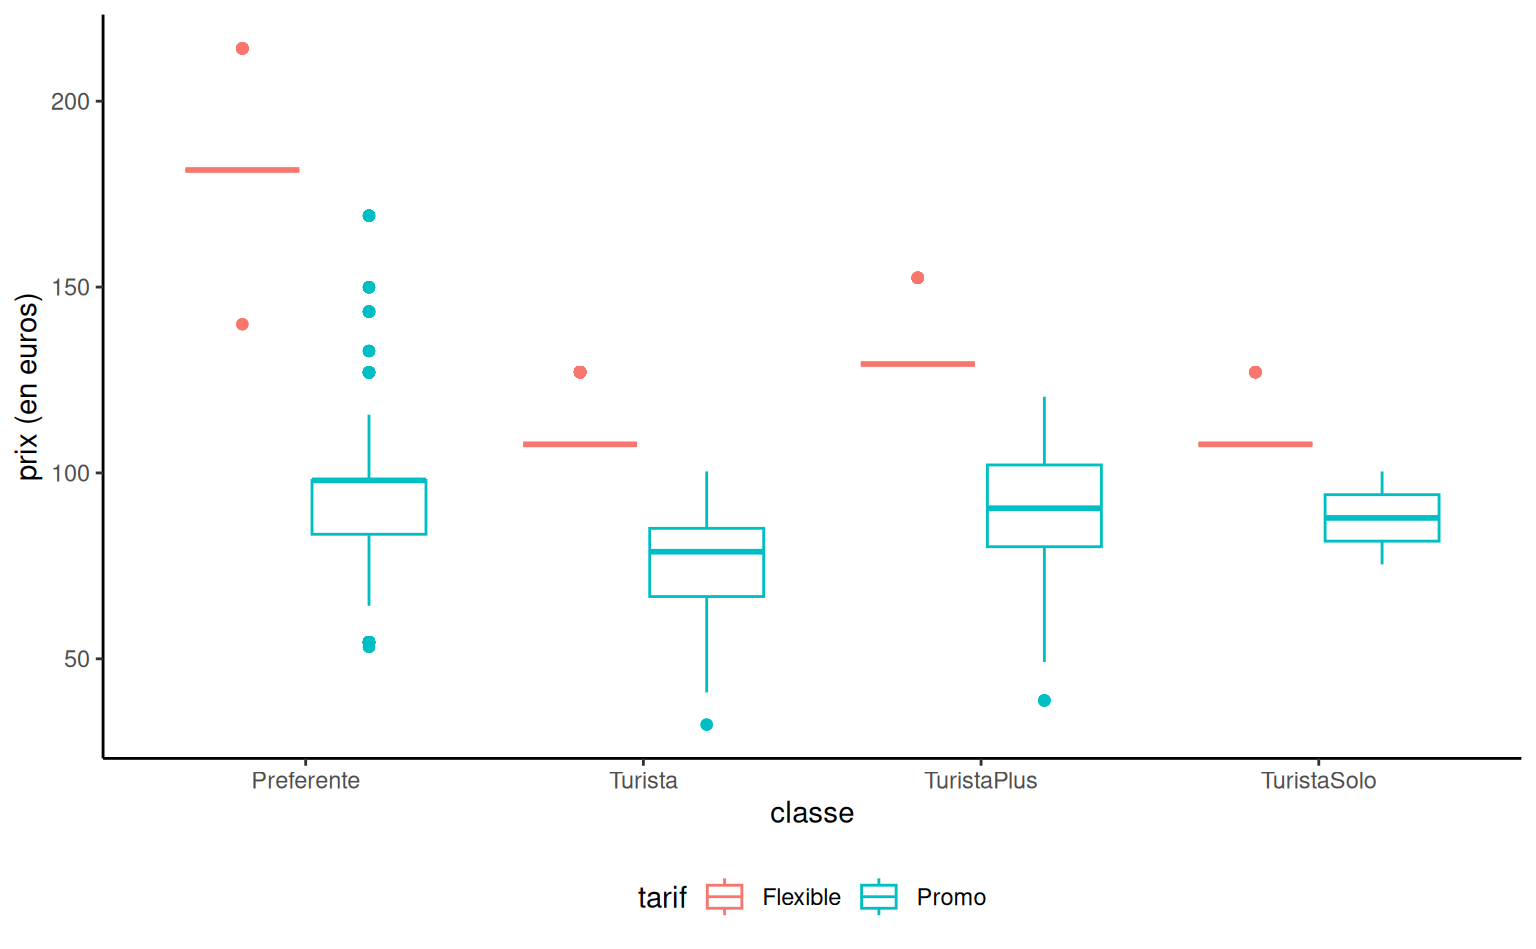 prix (en euros)
200
150
100
50
Preferente Turista TuristaPlus TuristaSolo
classe
tarif Flexible Promo